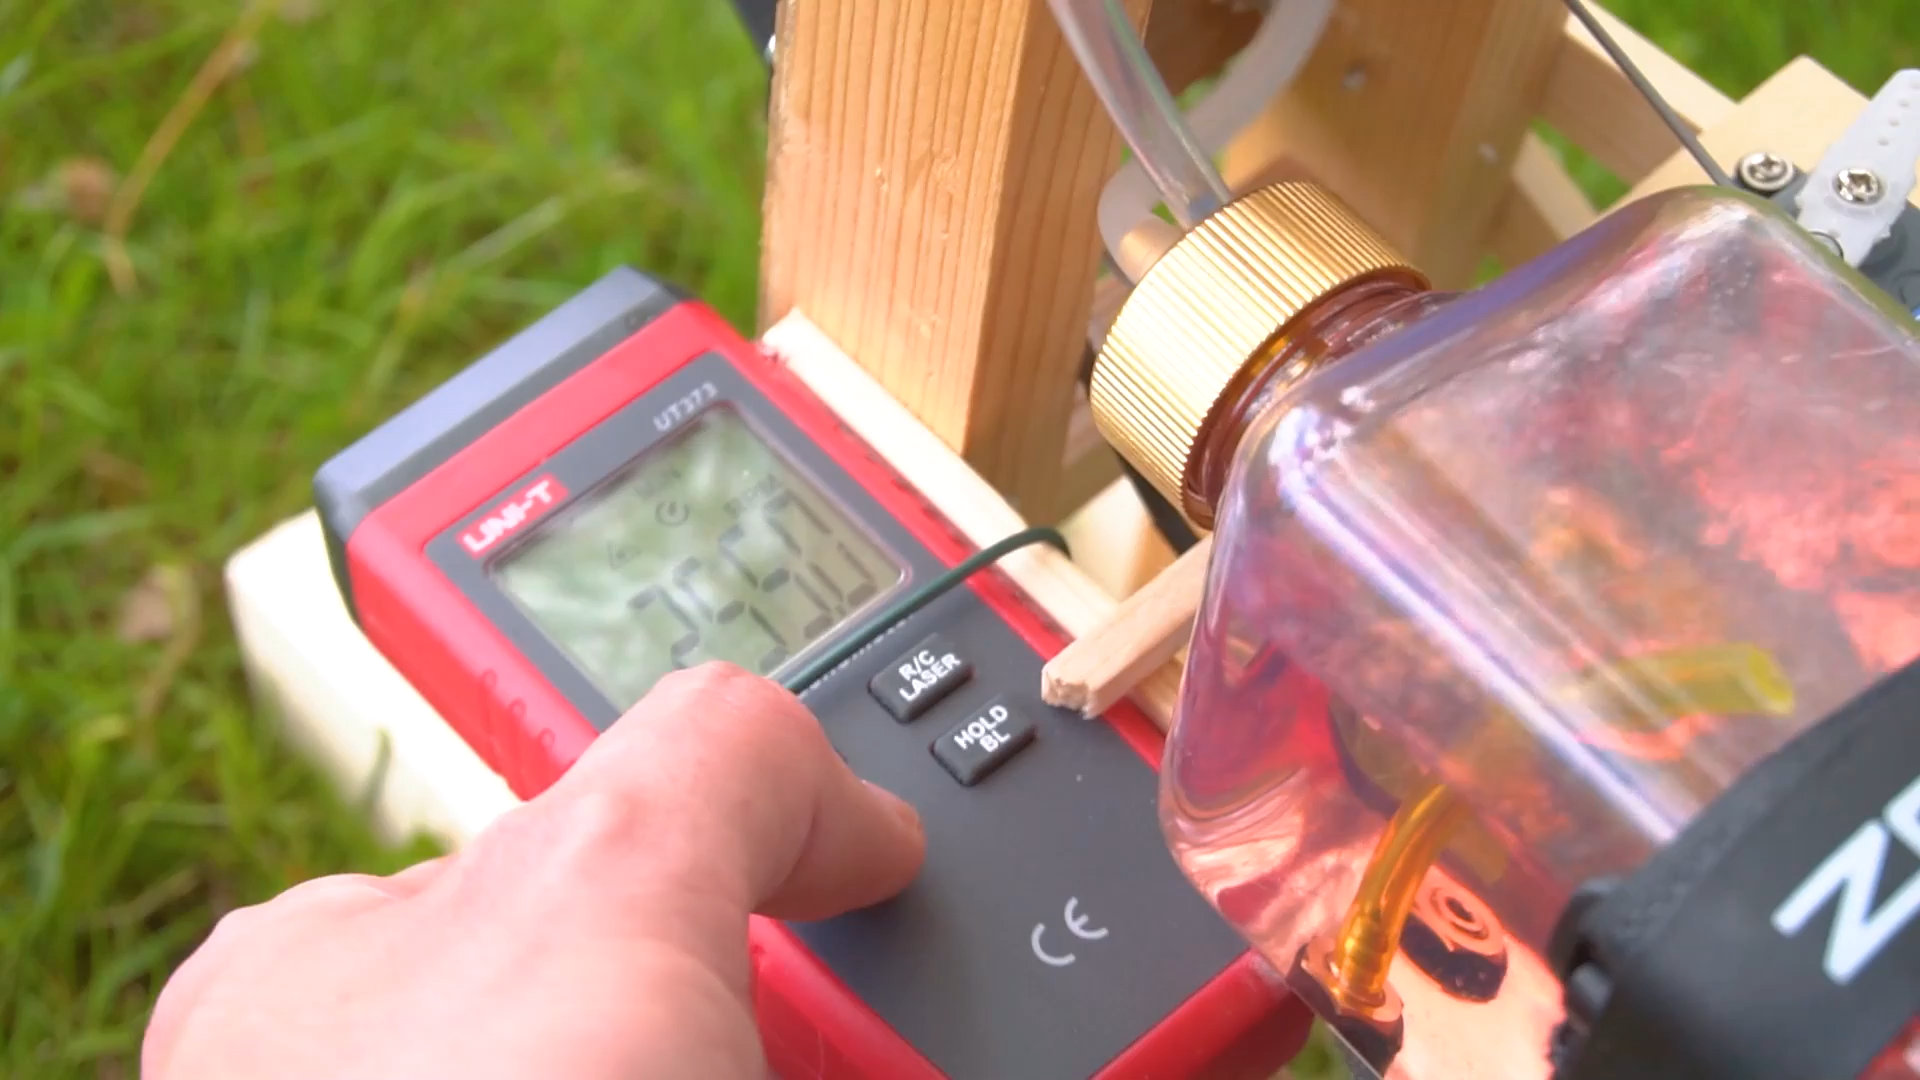 UT373
UNI-T
R/C
LASER
HOLD
BL
CE